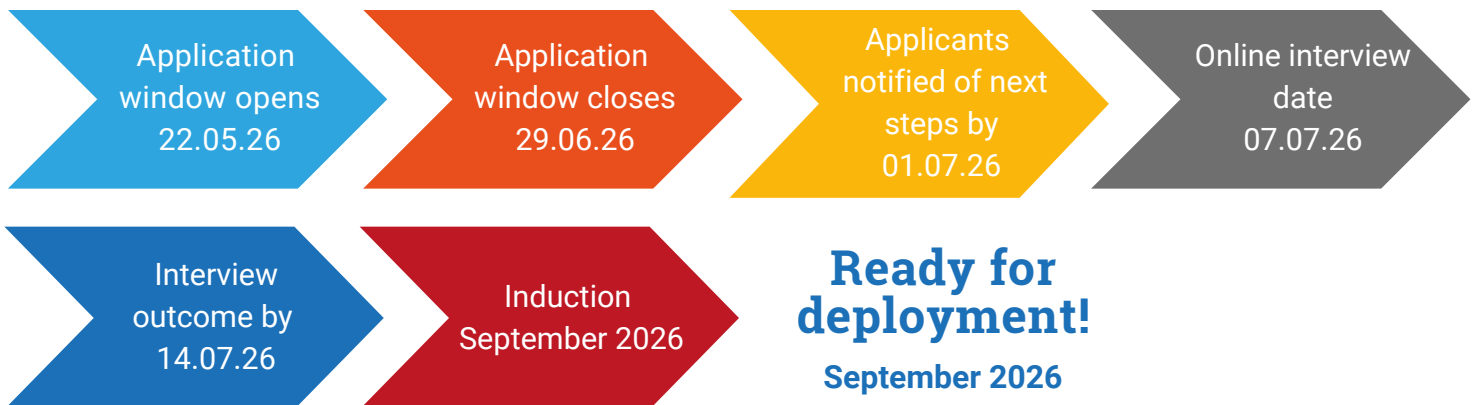 Application
window opens
22.05.26
Application
window closes
29.06.26
Applicants
notified of next
steps by
01.07.26
Online interview
date
07.07.26
Interview
outcome by
14.07.26
Induction
September 2026
Ready for
deployment!
September 2026